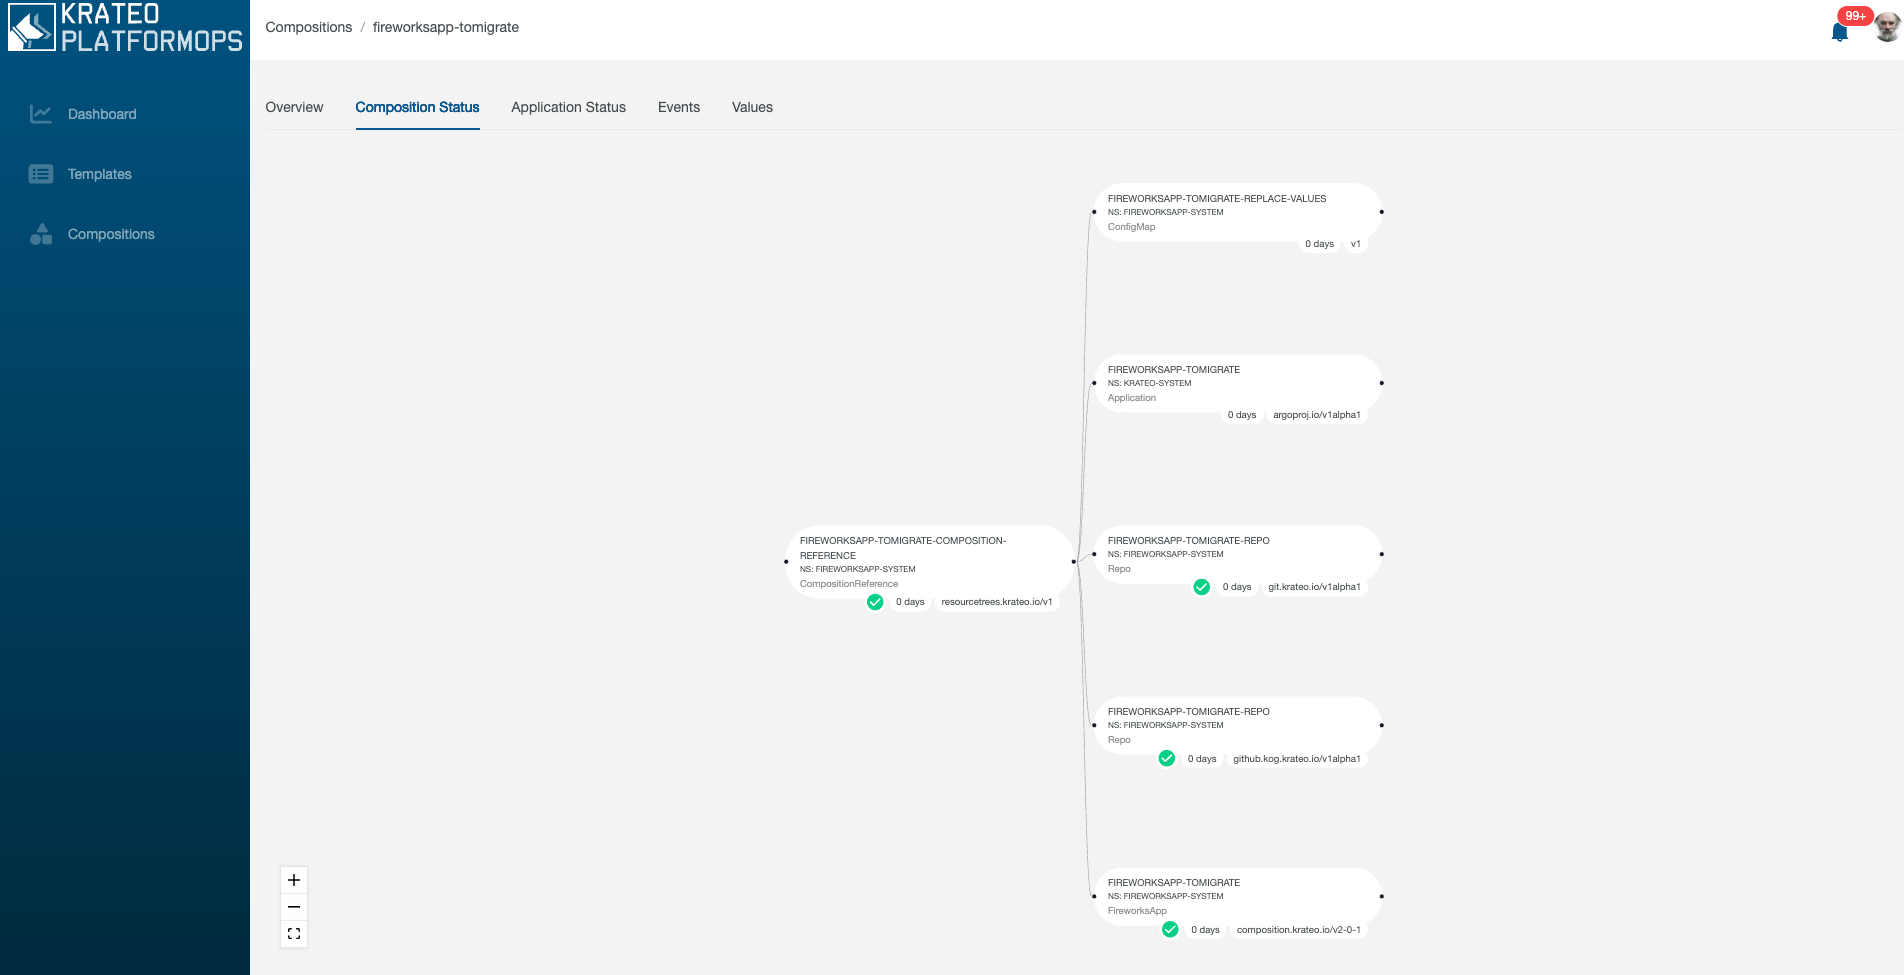 KRATEO
PLATFORMOPS
Compositions / fireworksapp-tomigrate
99+
Dashboard
Templates
Compositions
Overview Composition Status Application Status Events Values
FIREWORKSAPP-TOMIGRATE-REPLACE-VALUES
NS: FIREWORKSAPP-SYSTEM
ConfigMap
0 days v1
FIREWORKSAPP-TOMIGRATE
NS: KRATEO-SYSTEM
Application
0 days argoproj.io/v1alpha1
FIREWORKSAPP-TOMIGRATE-COMPOSITION-
REFERENCE
NS: FIREWORKSAPP-SYSTEM
CompositionReference
0 days resourcetrees.krateo.io/v1
FIREWORKSAPP-TOMIGRATE-REPO
NS: FIREWORKSAPP-SYSTEM
Repo
0 days git.krateo.io/v1alpha1
FIREWORKSAPP-TOMIGRATE-REPO
NS: FIREWORKSAPP-SYSTEM
Repo
0 days github.kog.krateo.io/v1alpha1
FIREWORKSAPP-TOMIGRATE
NS: FIREWORKSAPP-SYSTEM
FireworksApp
0 days composition.krateo.io/v2-0-1